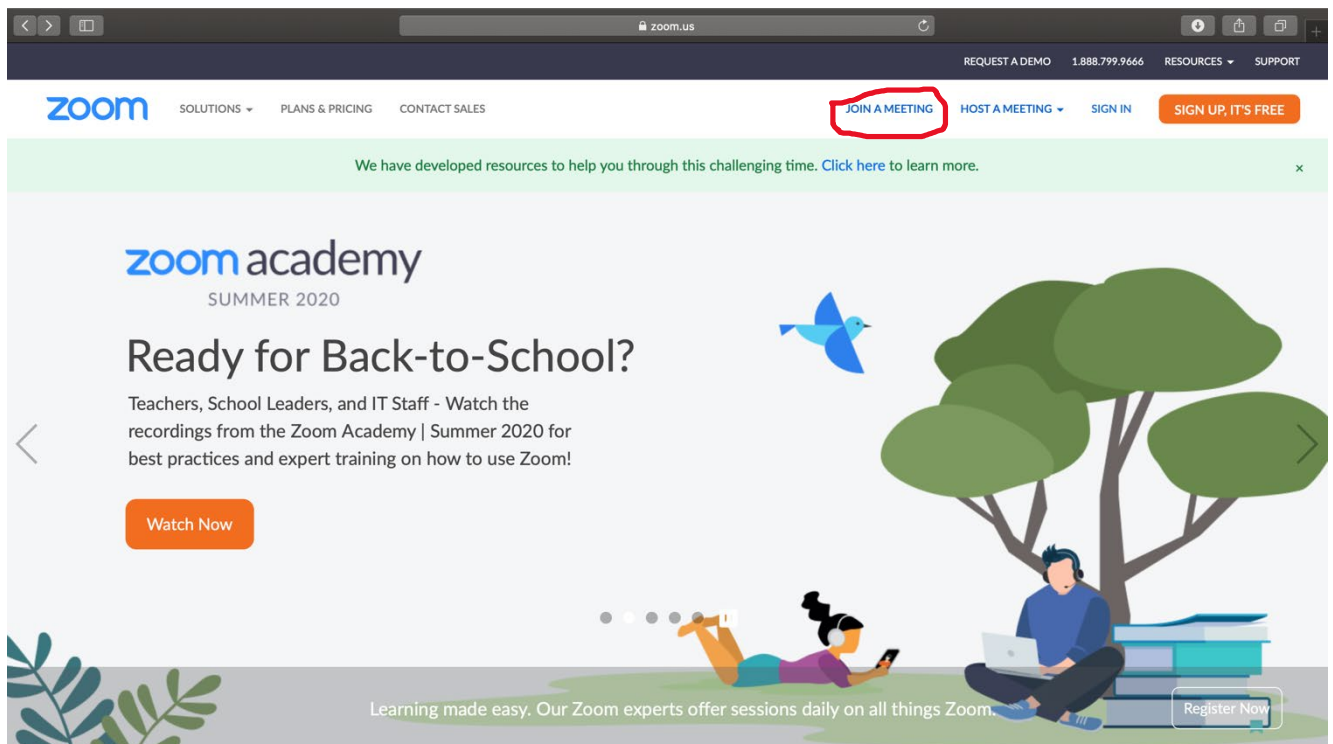 zoom.us
REQUEST A DEMO 1.888.799.9666 RESOURCES SUPPORT
zoom SOLUTIONS PLANS & PRICING CONTACT SALES JOIN A MEETING HOST A MEETING SIGN IN SIGN UP, IT'S FREE
We have developed resources to help you through this challenging time. Click here to learn more. ×
zoom academy
SUMMER 2020
Ready for Back-to-School?
Teachers, School Leaders, and IT Staff - Watch the
recordings from the Zoom Academy | Summer 2020 for
best practices and expert training on how to use Zoom!
Watch Now
Learning made easy. Our Zoom experts offer sessions daily on all things Zoom. Register Now